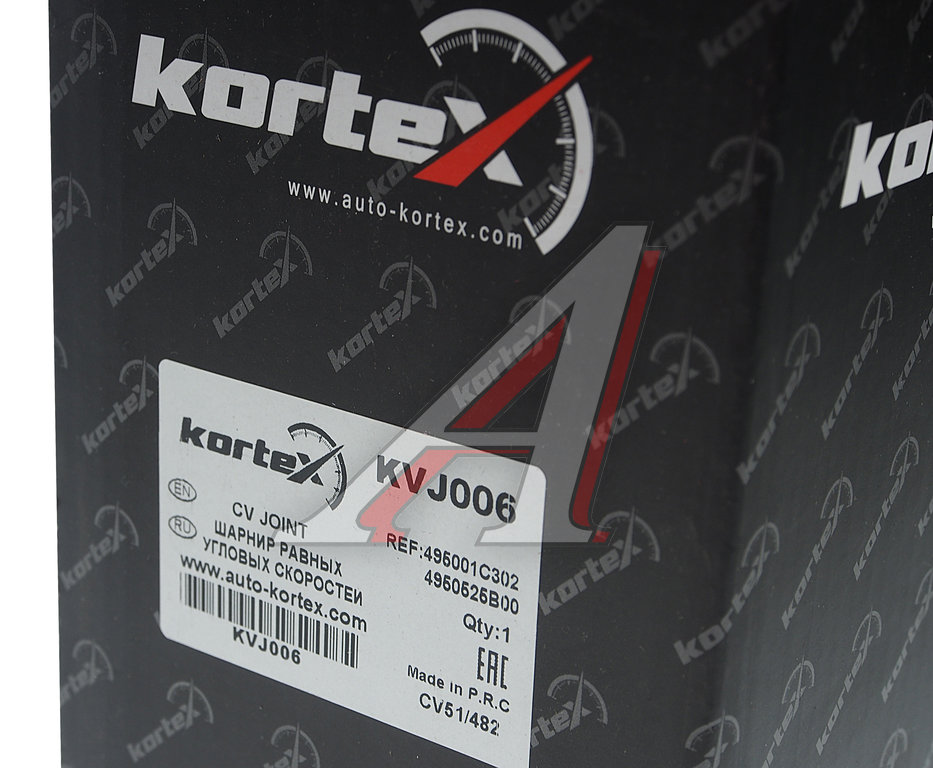 kortex
www.auto-kortex.com
ko
kortex
KVJ006
EN
CV JOINT
RU
ШАРНИР РАВНЫХ
УГЛОВЫХ СКОРОСТЕЙ
www.auto-kortex.com
KVJ006
REF:495001C302
4950525B00
Qty:1
EAC
Made in P.R.C
CV51/482